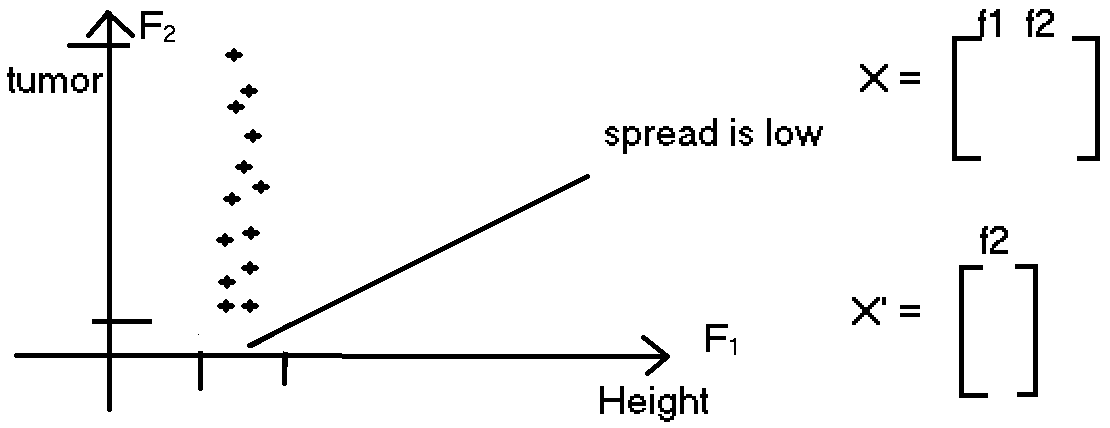 F₂
tumor
spread is low
F₁
Height
f1 f2
X =
f2
X' =